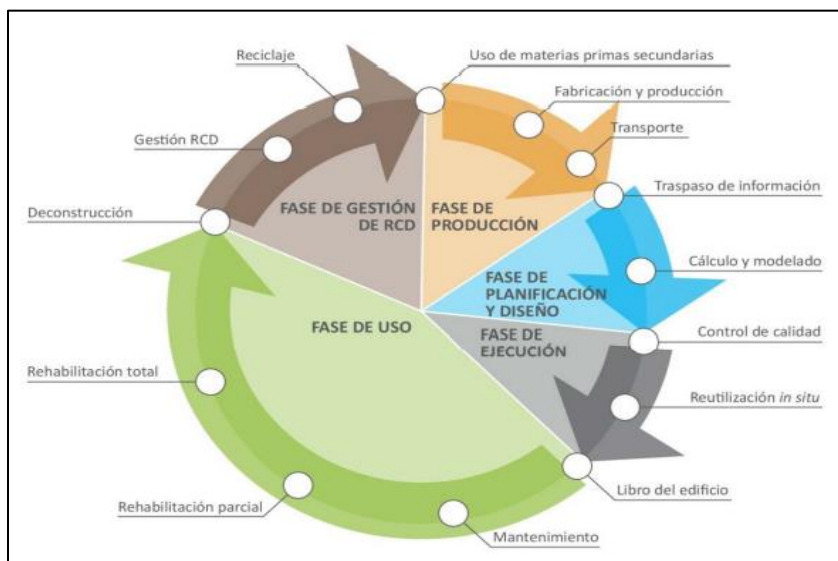 Reciclaje
Uso de materias primas secundarias
Fabricación y producción
Gestión RCD
Transporte
Deconstrucción
FASE DE GESTIÓN
DE RCD
FASE DE
PRODUCCIÓN
Traspaso de información
FASE DE
PLANIFICACIÓN
Y DISEÑO
Cálculo y modelado
FASE DE USO
FASE DE
EJECUCIÓN
Control de calidad
Rehabilitación total
Reutilización in situ
Libro del edificio
Rehabilitación parcial
Mantenimiento